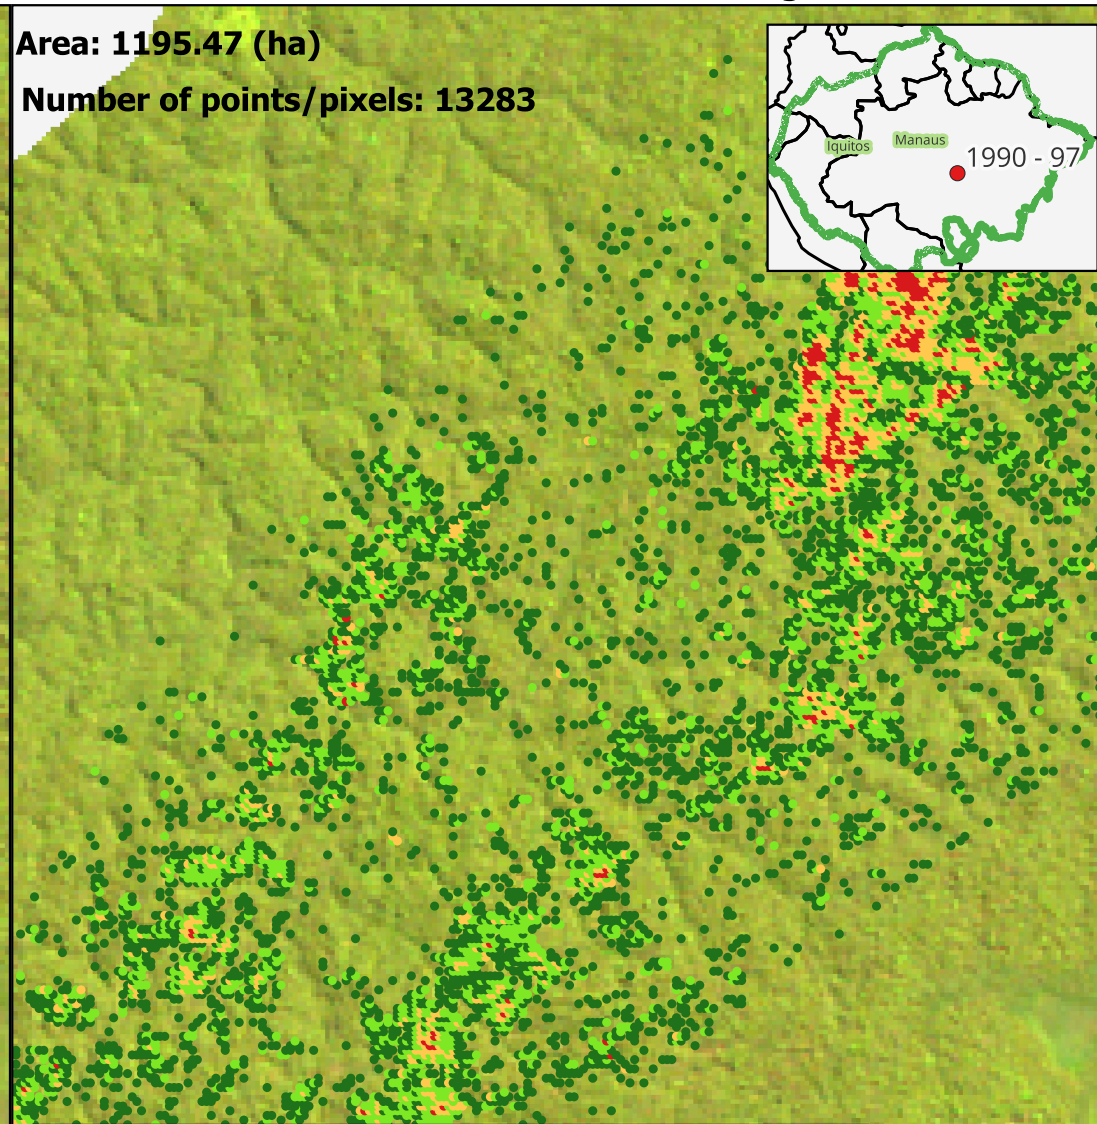 Area: 1195.47 (ha)
Number of points/pixels: 13283
Iquitos
Manaus
1990 - 97